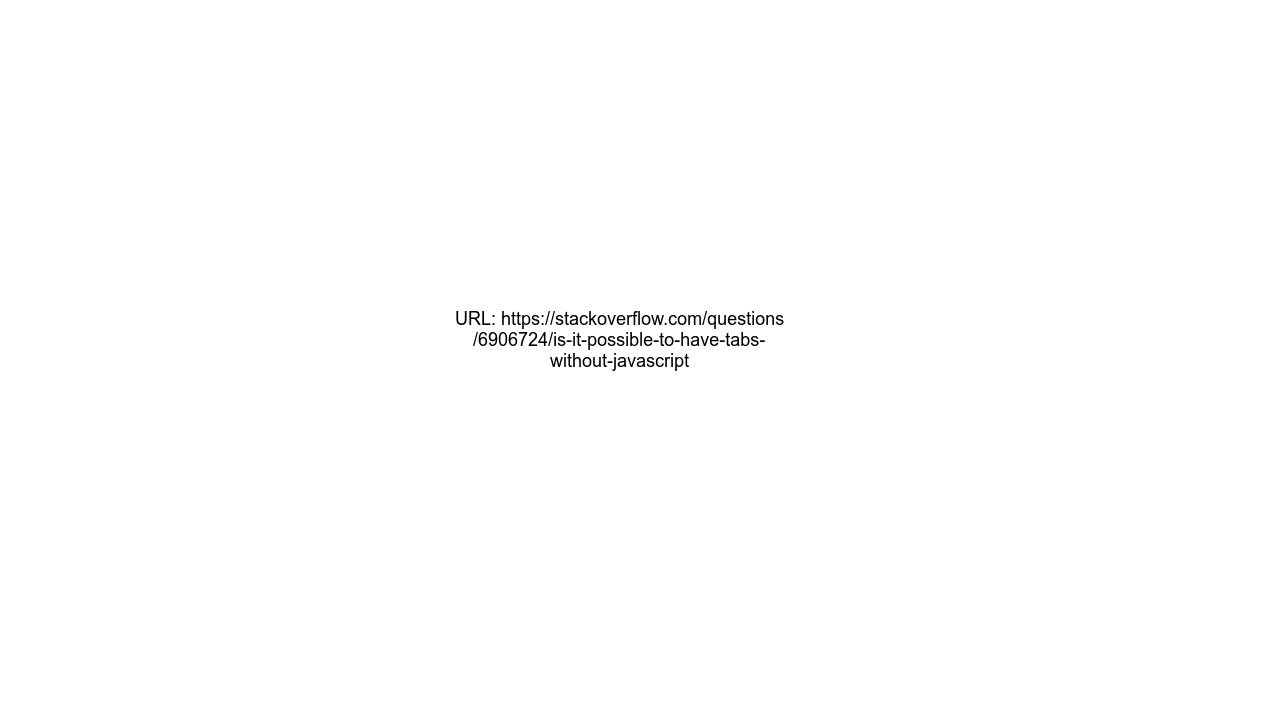 URL: https://stackoverflow.com/questions
/6906724/is-it-possible-to-have-tabs-
without-javascript